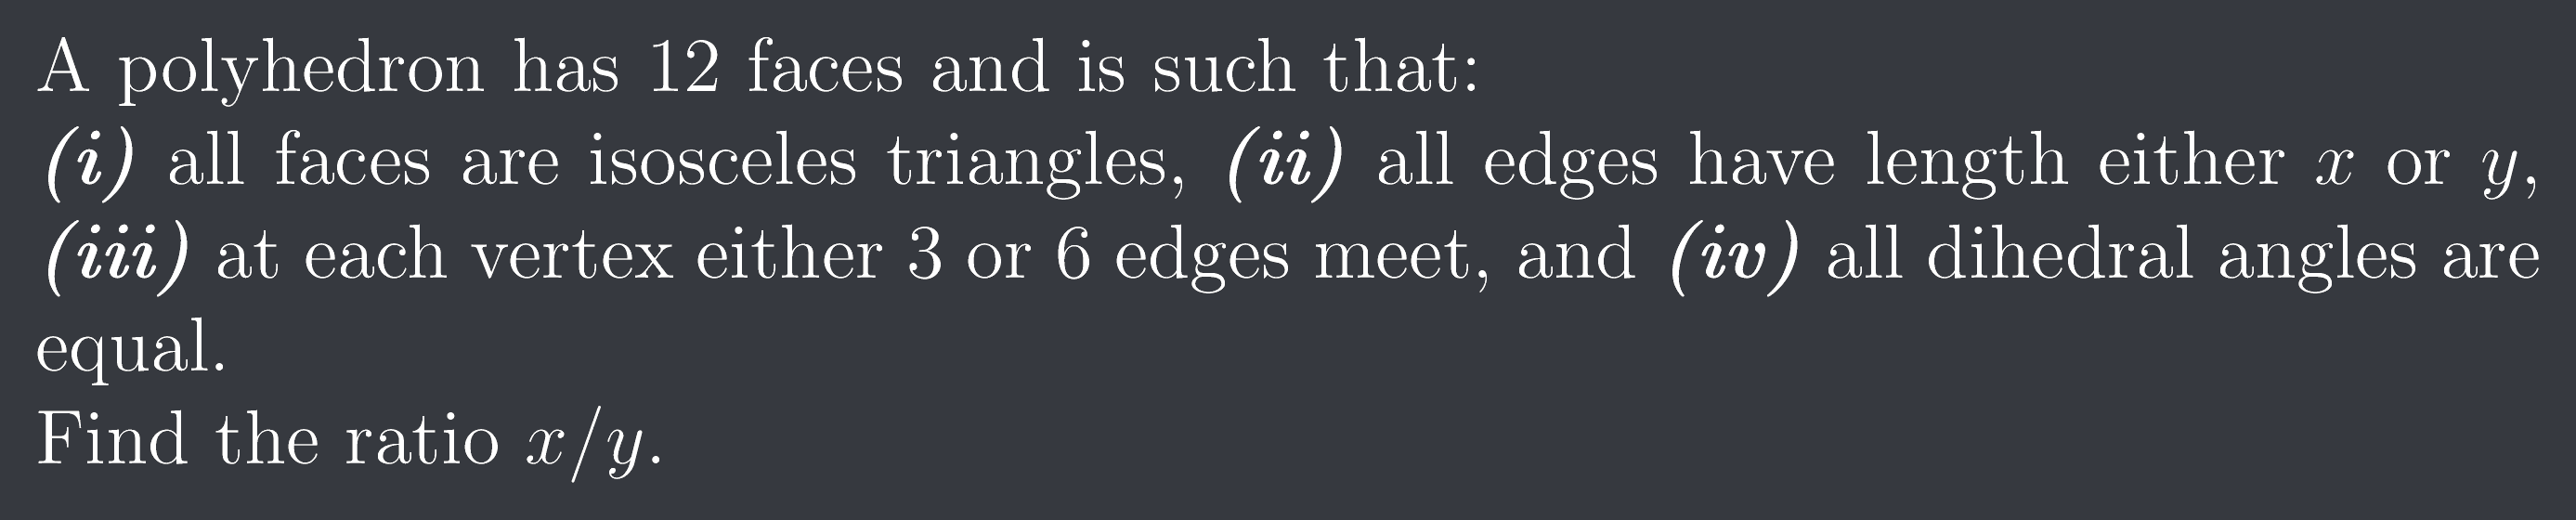 A polyhedron has 12 faces and is such that:
(i) all faces are isosceles triangles, (ii) all edges have length either x or y,
(iii) at each vertex either 3 or 6 edges meet, and (iv) all dihedral angles are
equal.
Find the ratio x/y.